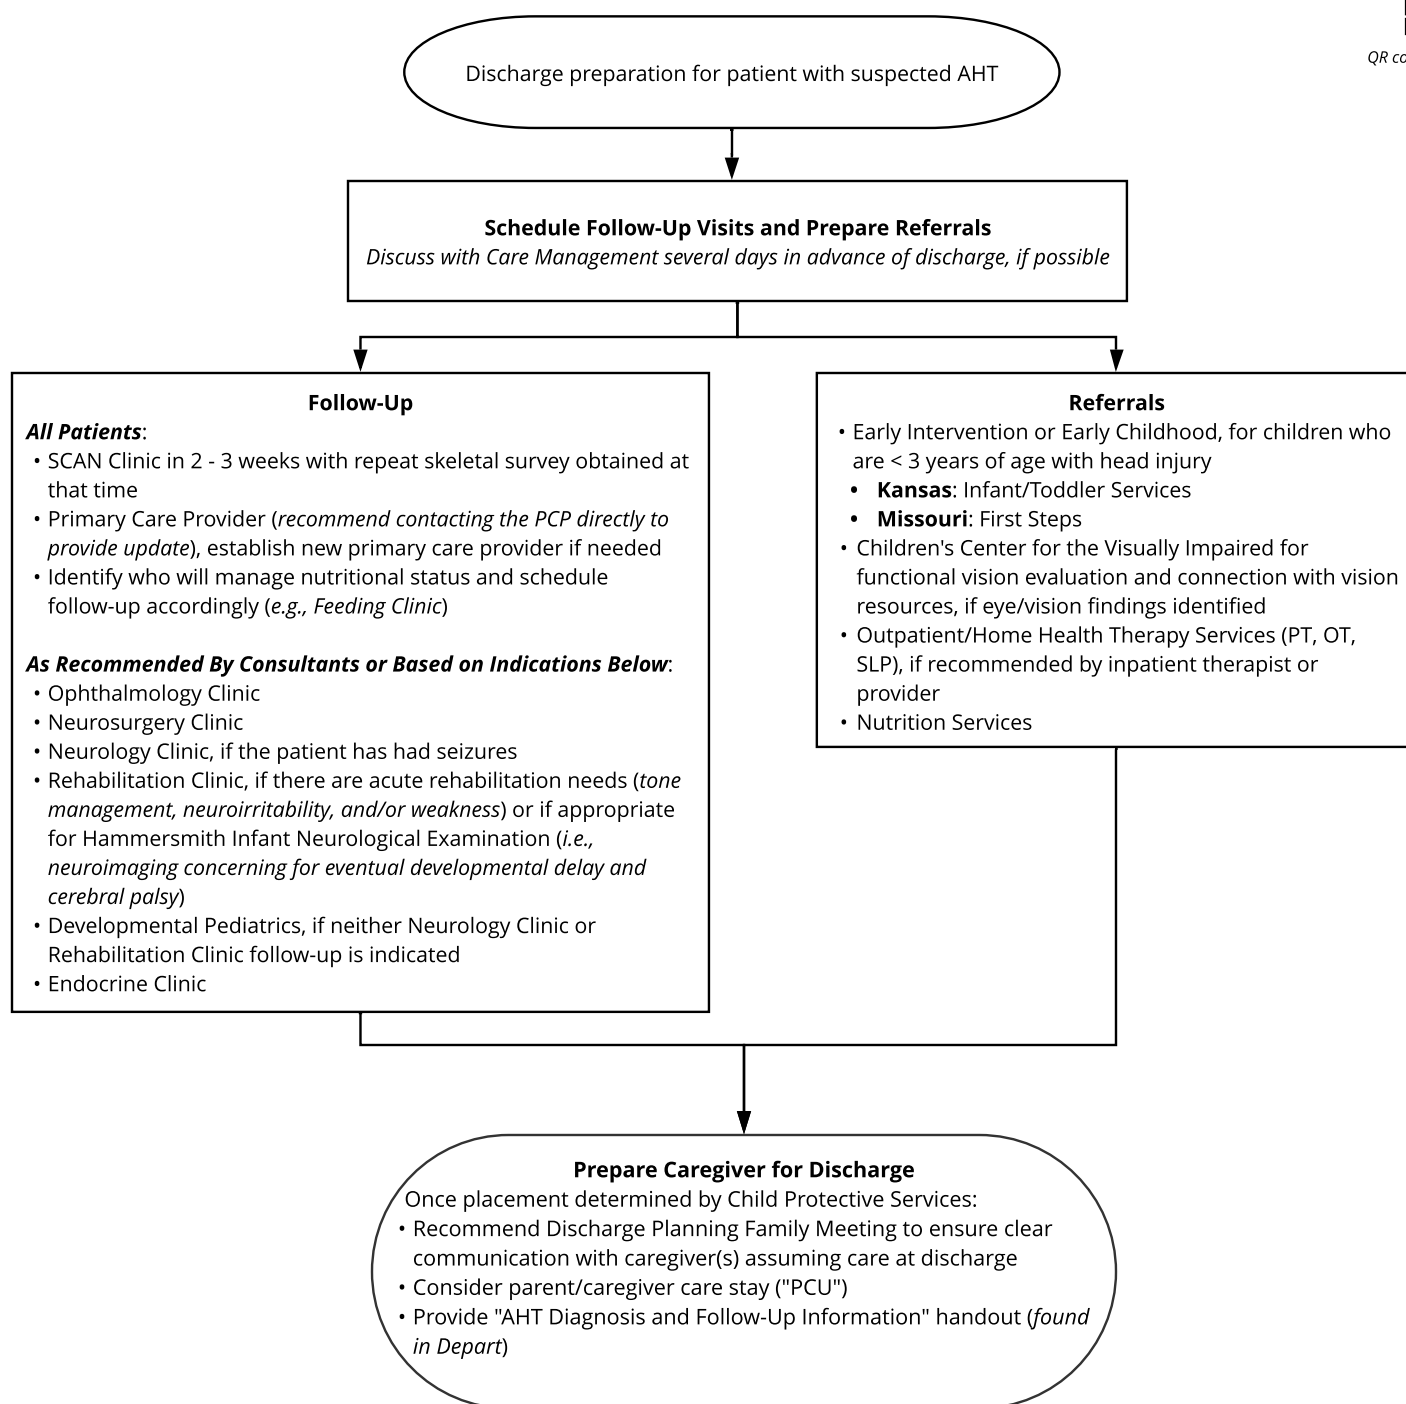 QR co
Discharge preparation for patient with suspected AHT
Schedule Follow-Up Visits and Prepare Referrals
Discuss with Care Management several days in advance of discharge, if possible
Follow-Up
All Patients:
• SCAN Clinic in 2 - 3 weeks with repeat skeletal survey obtained at
that time
• Primary Care Provider (recommend contacting the PCP directly to
provide update), establish new primary care provider if needed
• Identify who will manage nutritional status and schedule
follow-up accordingly (e.g., Feeding Clinic)
As Recommended By Consultants or Based on Indications Below:
• Ophthalmology Clinic
• Neurosurgery Clinic
• Neurology Clinic, if the patient has had seizures
• Rehabilitation Clinic, if there are acute rehabilitation needs (tone
management, neuroirritability, and/or weakness) or if appropriate
for Hammersmith Infant Neurological Examination (i.e.,
neuroimaging concerning for eventual developmental delay and
cerebral palsy)
• Developmental Pediatrics, if neither Neurology Clinic or
Rehabilitation Clinic follow-up is indicated
• Endocrine Clinic
Referrals
• Early Intervention or Early Childhood, for children who
are < 3 years of age with head injury
• Kansas: Infant/Toddler Services
• Missouri: First Steps
• Children's Center for the Visually Impaired for
functional vision evaluation and connection with vision
resources, if eye/vision findings identified
• Outpatient/Home Health Therapy Services (PT, OT,
SLP), if recommended by inpatient therapist or
provider
• Nutrition Services
Prepare Caregiver for Discharge
Once placement determined by Child Protective Services:
• Recommend Discharge Planning Family Meeting to ensure clear
communication with caregiver(s) assuming care at discharge
• Consider parent/caregiver care stay ("PCU")
• Provide "AHT Diagnosis and Follow-Up Information" handout (found
in Depart)